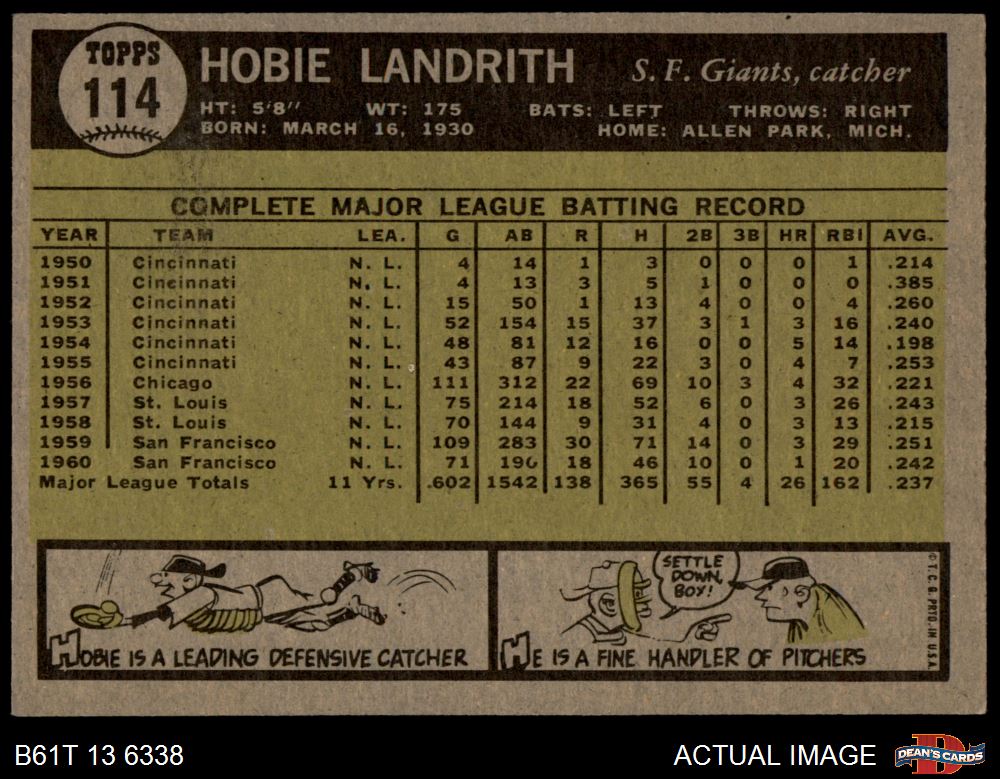 TOPPS
114
HOBIE LANDRITH S. F. Giants, catcher
HT: 5'8" WT: 175 BATS: LEFT THROWS: RIGHT
BORN: MARCH 16, 1930 HOME: ALLEN PARK, MICH.
COMPLETE MAJOR LEAGUE BATTING RECORD
YEAR TEAM LEA. G AB R H 2B 3B HR RBI AVG.
1950 Cincinnati N. L. 4 14 1 3 0 0 0 1 .214
1951 Cincinnati N. L. 4 13 3 5 1 0 0 0 .385
1952 Cincinnati N. L. 15 50 1 13 4 0 0 4 .260
1953 Cincinnati N. L. 52 154 15 37 3 1 3 16 .240
1954 Cincinnati N. L. 48 81 12 16 0 0 5 14 .198
1955 Cincinnati N. L. 43 87 9 22 3 0 4 7 .253
1956 Chicago N. L. 111 312 22 69 10 3 4 32 .221
1957 St. Louis N. L. 75 214 18 52 6 0 3 26 .243
1958 St. Louis N. L. 70 144 9 31 4 0 3 13 .215
1959 San Francisco N. L. 109 283 30 71 14 0 3 29 .251
1960 San Francisco N. L. 71 190 18 46 10 0 1 20 .242
Major League Totals 11 Yrs. 602 1542 138 365 55 4 26 162 .237
SETTLE
DOWN,
BOY!
HOBIE IS A LEADING DEFENSIVE CATCHER
HE IS A FINE HANDLER OF PITCHERS
© T. C. G. PRTD. IN U.S.A.
B61T 13 6338 ACTUAL IMAGE
DEAN'S CARDS